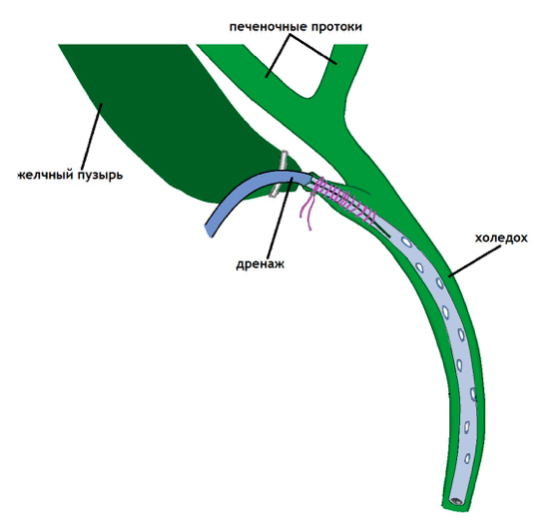 печеночные протоки
желчный пузырь
холедох
дренаж